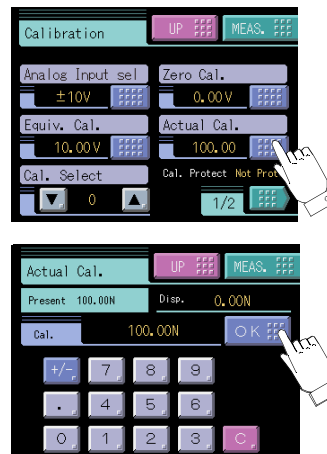 Calibration UP MEAS.
Analog Input sel Zero Cal.
±10V 0.00V
Equiv. Cal. Actual Cal.
10.00V 100.00
Cal. Select Cal. Protect Not Prot
0 1/2
Actual Cal. UP MEAS.
Present 100.00N Disp. 0.00N
Cal. 100.00N OK
+/- 7 8 9
. 4 5 6
0 1 2 3 C